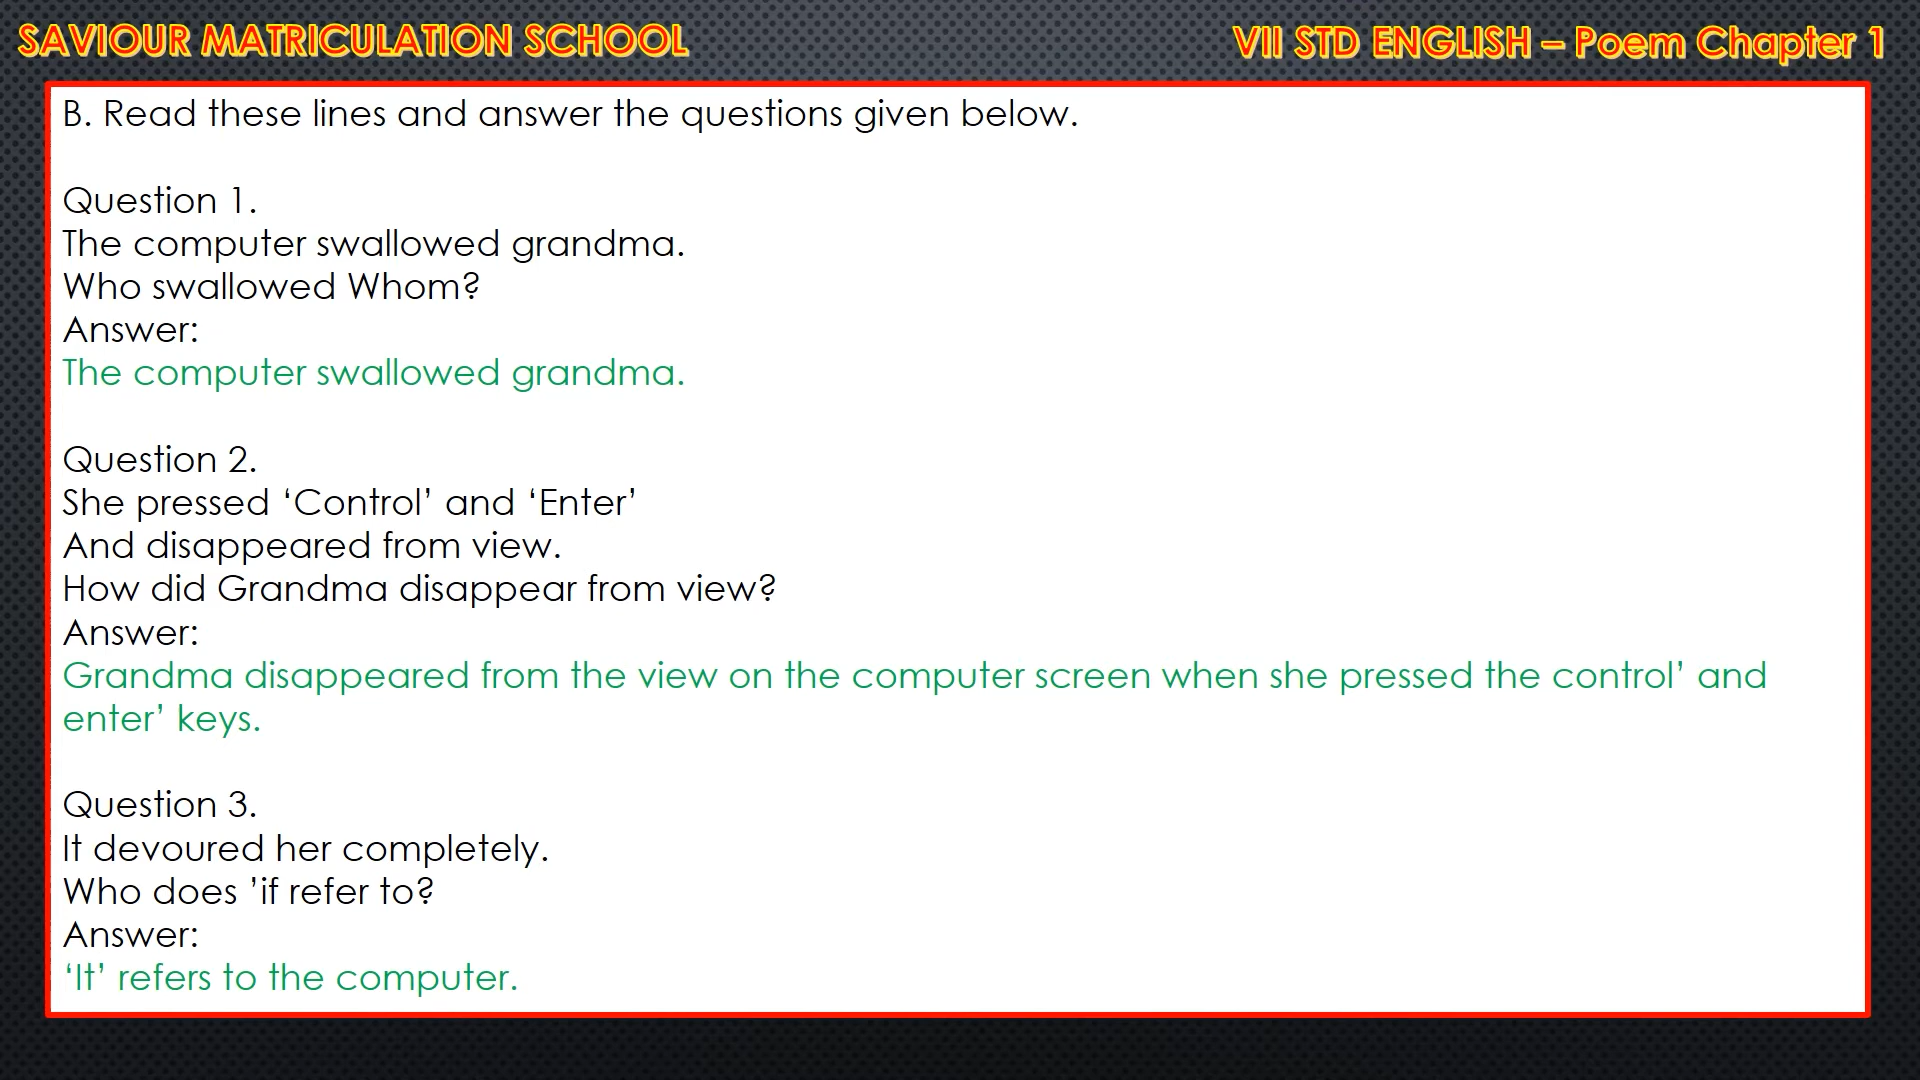 SAVIOUR MATRICULATION SCHOOL
VII STD ENGLISH – Poem Chapter 1
B. Read these lines and answer the questions given below.
Question 1.
The computer swallowed grandma.
Who swallowed Whom?
Answer:
The computer swallowed grandma.
Question 2.
She pressed ‘Control’ and ‘Enter’
And disappeared from view.
How did Grandma disappear from view?
Answer:
Grandma disappeared from the view on the computer screen when she pressed the control’ and
enter’ keys.
Question 3.
It devoured her completely.
Who does ’if refer to?
Answer:
‘It’ refers to the computer.